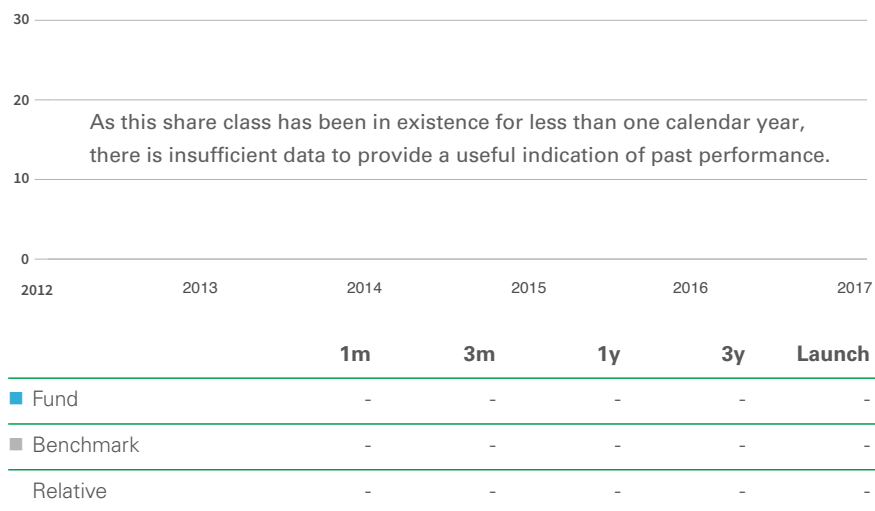 30
20
As this share class has been in existence for less than one calendar year,
there is insufficient data to provide a useful indication of past performance.
10
0
2012 2013 2014 2015 2016 2017
1m 3m 1y 3y Launch
Fund - - - - -
Benchmark - - - - -
Relative - - - - -